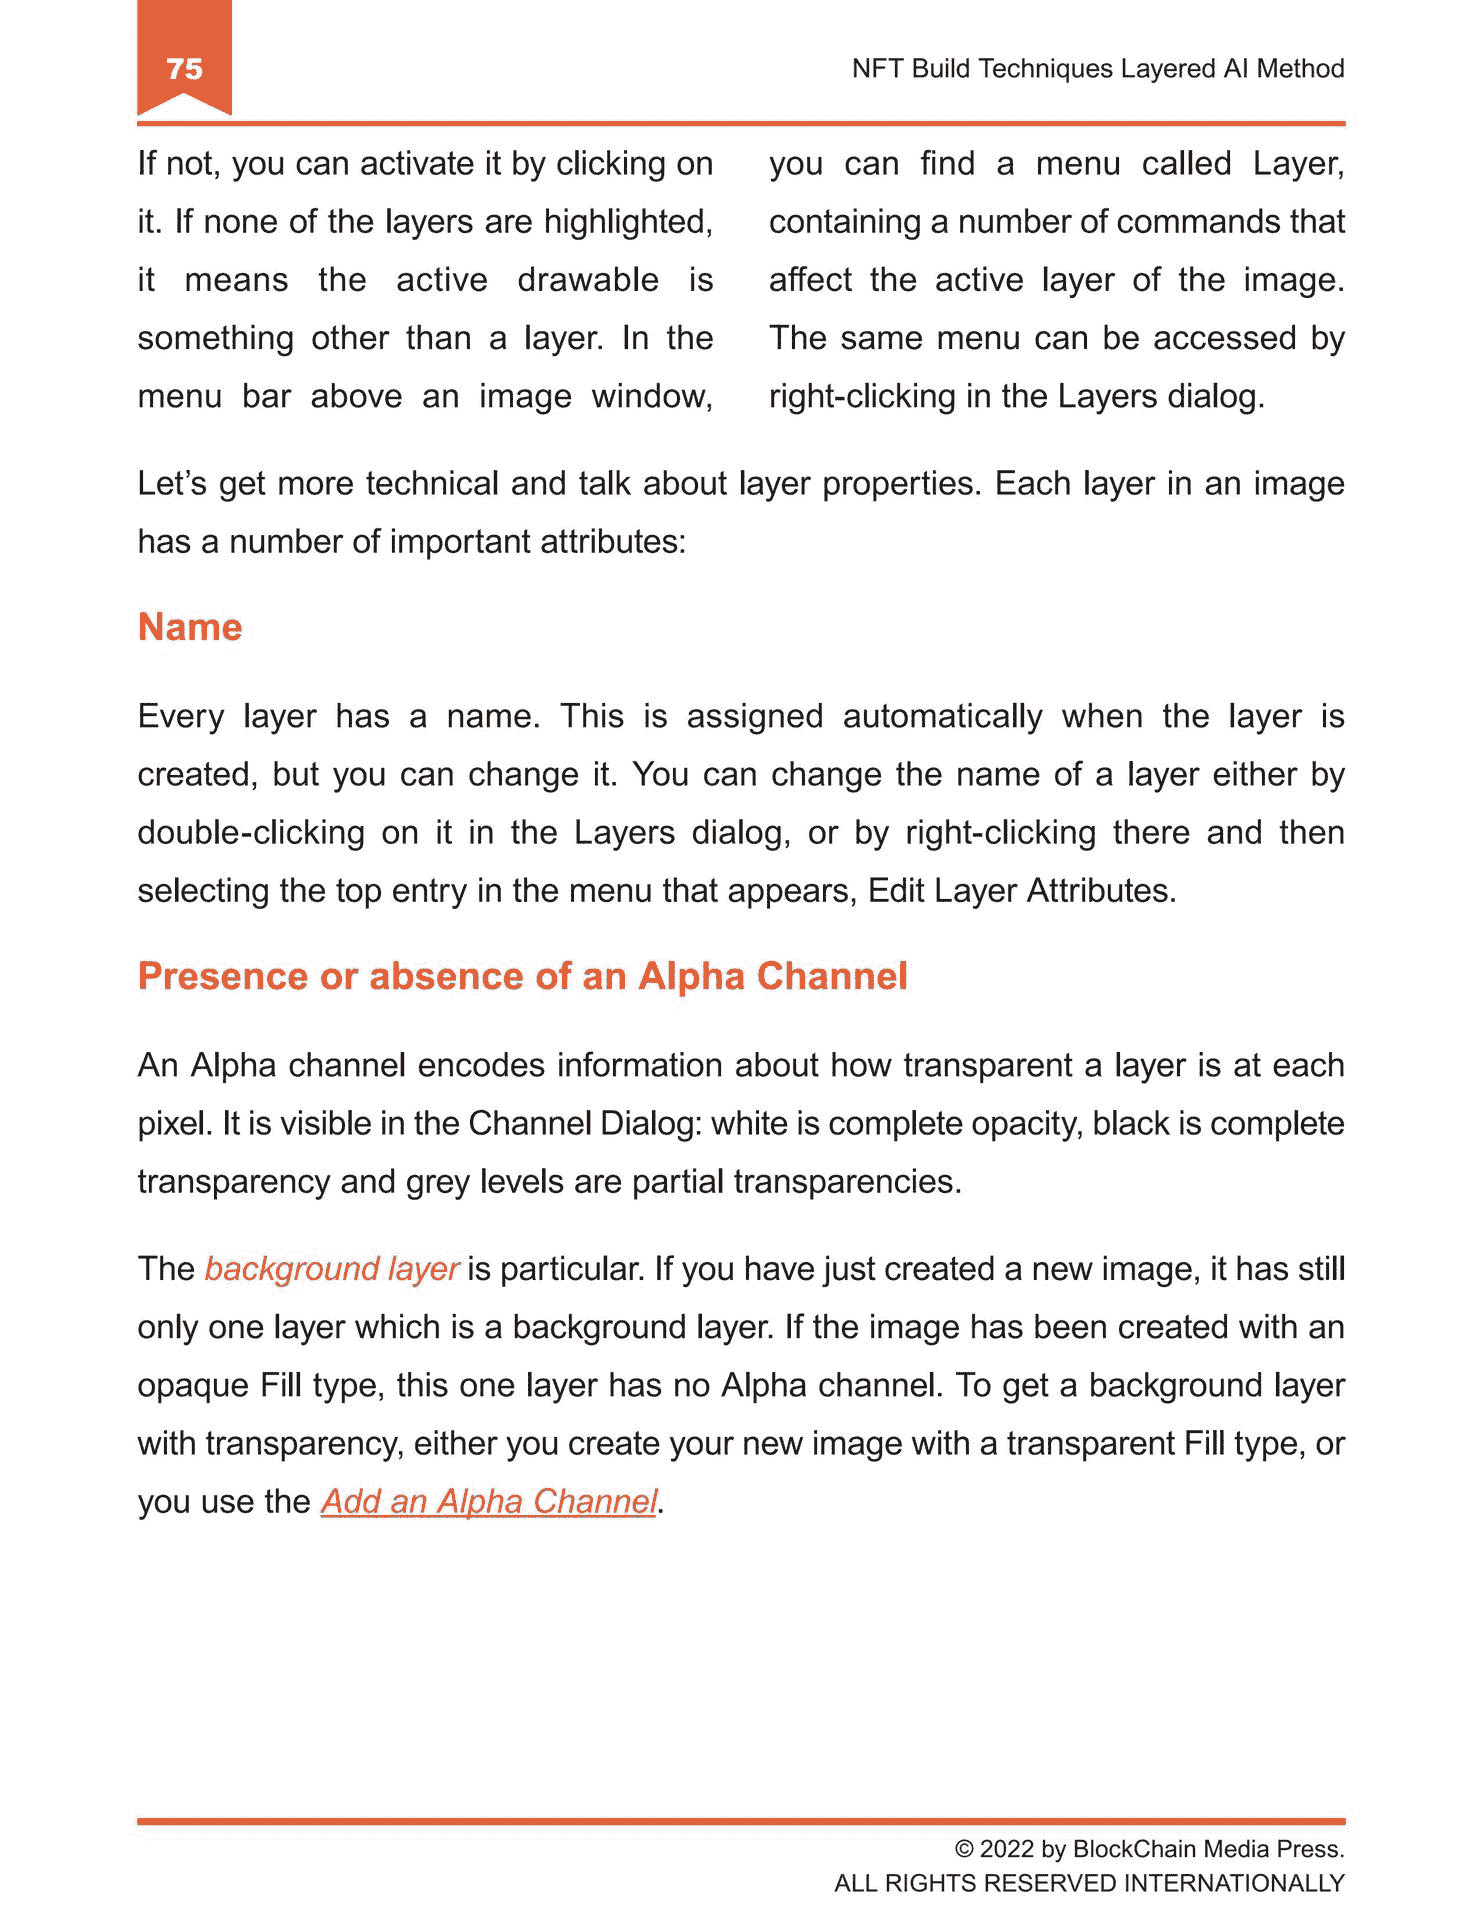 75
NFT Build Techniques Layered AI Method
If not, you can activate it by clicking on
it. If none of the layers are highlighted,
it means the active drawable is
something other than a layer. In the
menu bar above an image window,
you can find a menu called Layer,
containing a number of commands that
affect the active layer of the image.
The same menu can be accessed by
right-clicking in the Layers dialog.
Let’s get more technical and talk about layer properties. Each layer in an image
has a number of important attributes:
Name
Every layer has a name. This is assigned automatically when the layer is
created, but you can change it. You can change the name of a layer either by
double-clicking on it in the Layers dialog, or by right-clicking there and then
selecting the top entry in the menu that appears, Edit Layer Attributes.
Presence or absence of an Alpha Channel
An Alpha channel encodes information about how transparent a layer is at each
pixel. It is visible in the Channel Dialog: white is complete opacity, black is complete
transparency and grey levels are partial transparencies.
The background layer is particular. If you have just created a new image, it has still
only one layer which is a background layer. If the image has been created with an
opaque Fill type, this one layer has no Alpha channel. To get a background layer
with transparency, either you create your new image with a transparent Fill type, or
you use the Add an Alpha Channel.
© 2022 by BlockChain Media Press.
ALL RIGHTS RESERVED INTERNATIONALLY